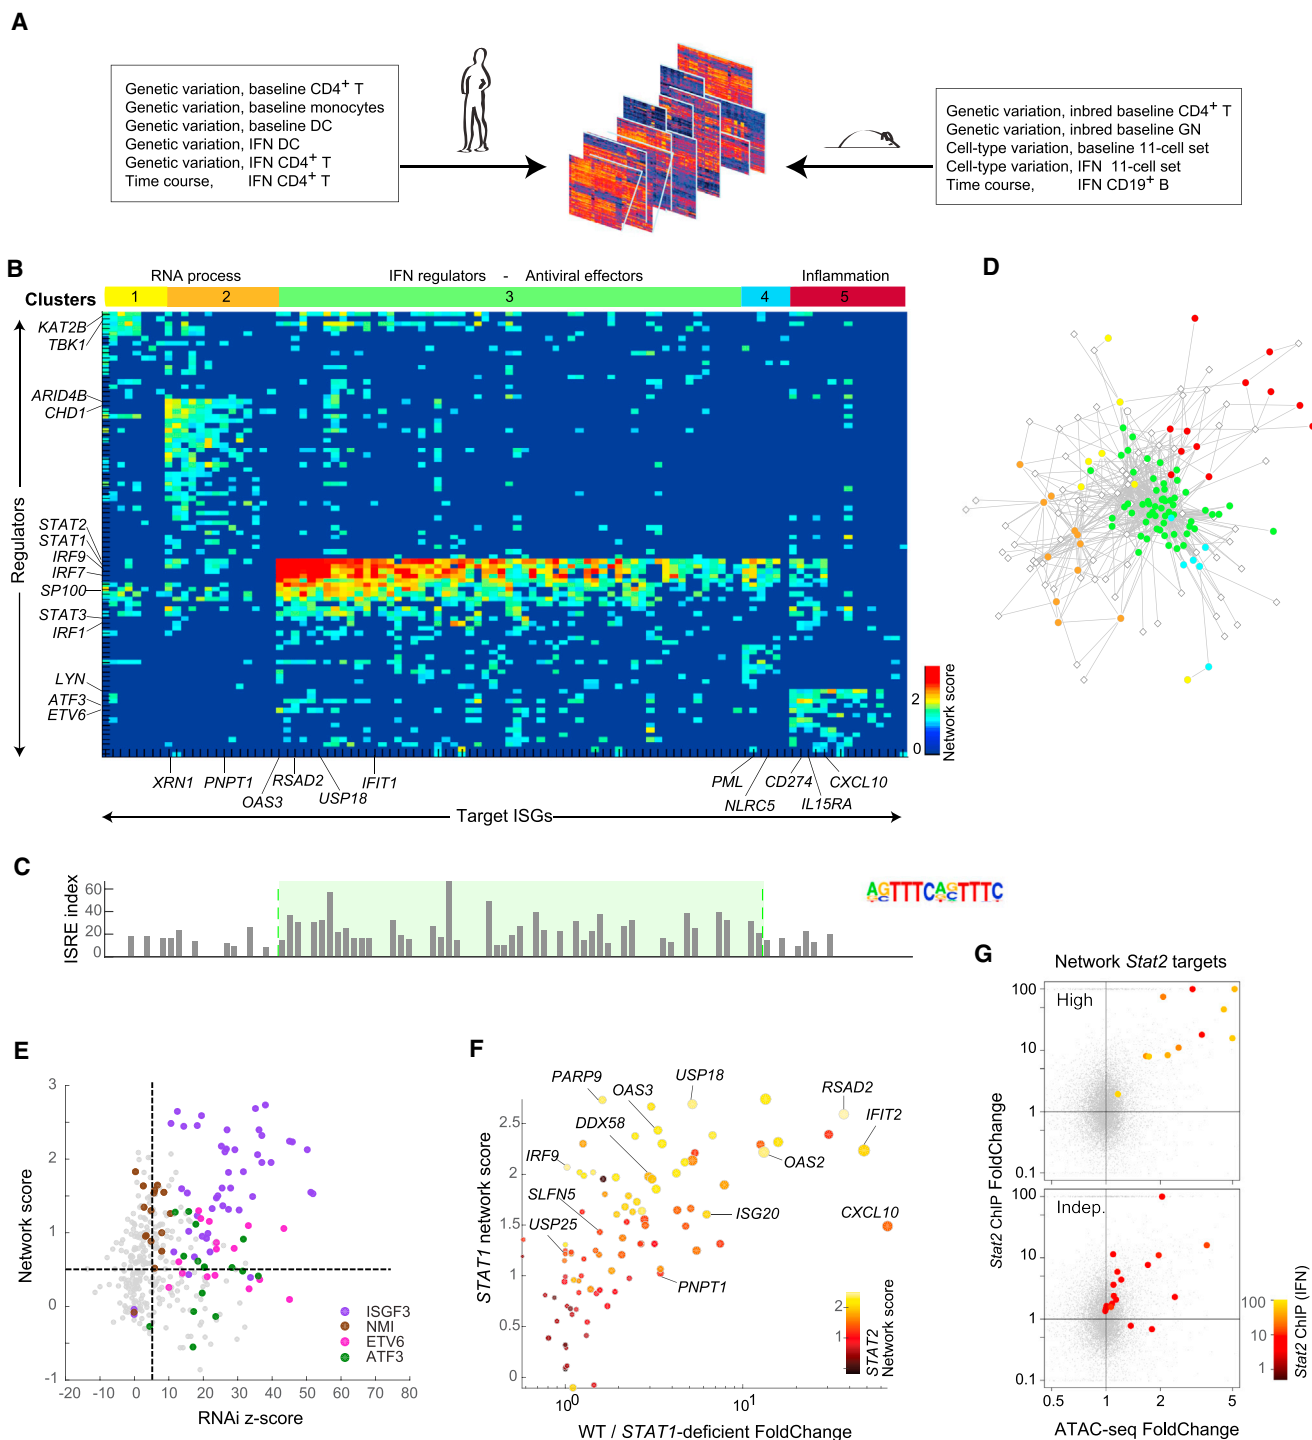 A
Genetic variation, baseline CD4+ T
Genetic variation, baseline monocytes
Genetic variation, baseline DC
Genetic variation, IFN DC
Genetic variation, IFN CD4+ T
Time course, IFN CD4+ T
Genetic variation, inbred baseline CD4+ T
Genetic variation, inbred baseline GN
Cell-type variation, baseline 11-cell set
Cell-type variation, IFN 11-cell set
Time course, IFN CD19+ B
B
RNA process
IFN regulators - Antiviral effectors
Inflammation
Clusters
1 2 3 4 5
Regulators
KAT2B
TBK1
ARID4B
CHD1
STAT2
STAT1
IRF9
IRF7
SP100
STAT3
IRF1
LYN
ATF3
ETV6
2
0
Network score
XRN1
PNPT1
OAS3
RSAD2
USP18
IFIT1
PML
NLRC5
CD274
IL15RA
CXCL10
Target ISGs
C
ISRE index
60
40
20
0
AGTTTCAGTTTC
D
E
Network score
3
2
1
0
-1
-20 -10 0 10 20 30 40 50 60 70 80
RNAi z-score
ISGF3
NMI
ETV6
ATF3
F
STAT1 network score
2.5
2
1.5
1
0.5
0
PARP9
OAS3
USP18
RSAD2
DDX58
IFIT2
IRF9
OAS2
SLFN5
ISG20
CXCL10
USP25
PNPT1
2
1
0
STAT2
Network score
10^0
10^1
WT / STAT1-deficient FoldChange
G
Network Stat2 targets
High
100
10
1
0.1
Stat2 ChIP FoldChange
Indep.
100
10
1
0.1
0.5 1 2 5
ATAC-seq FoldChange
100
10
1
Stat2 ChIP (IFN)